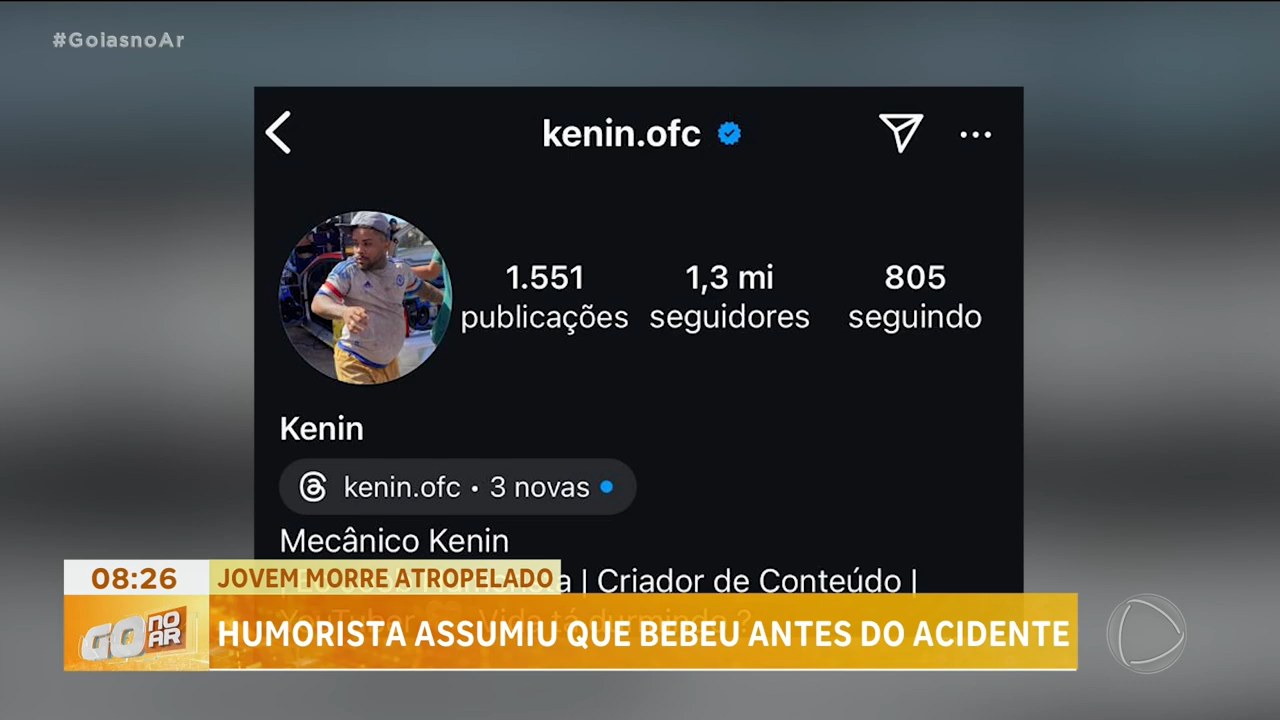 #GoiasnoAr
kenin.ofc
1.551
publicações
1,3 mi
seguidores
805
seguindo
Kenin
kenin.ofc • 3 novas
Mecânico Kenin
| Criador de Conteúdo |
08:26
JOVEM MORRE ATROPELADO
GO NO AR
HUMORISTA ASSUMIU QUE BEBEU ANTES DO ACIDENTE